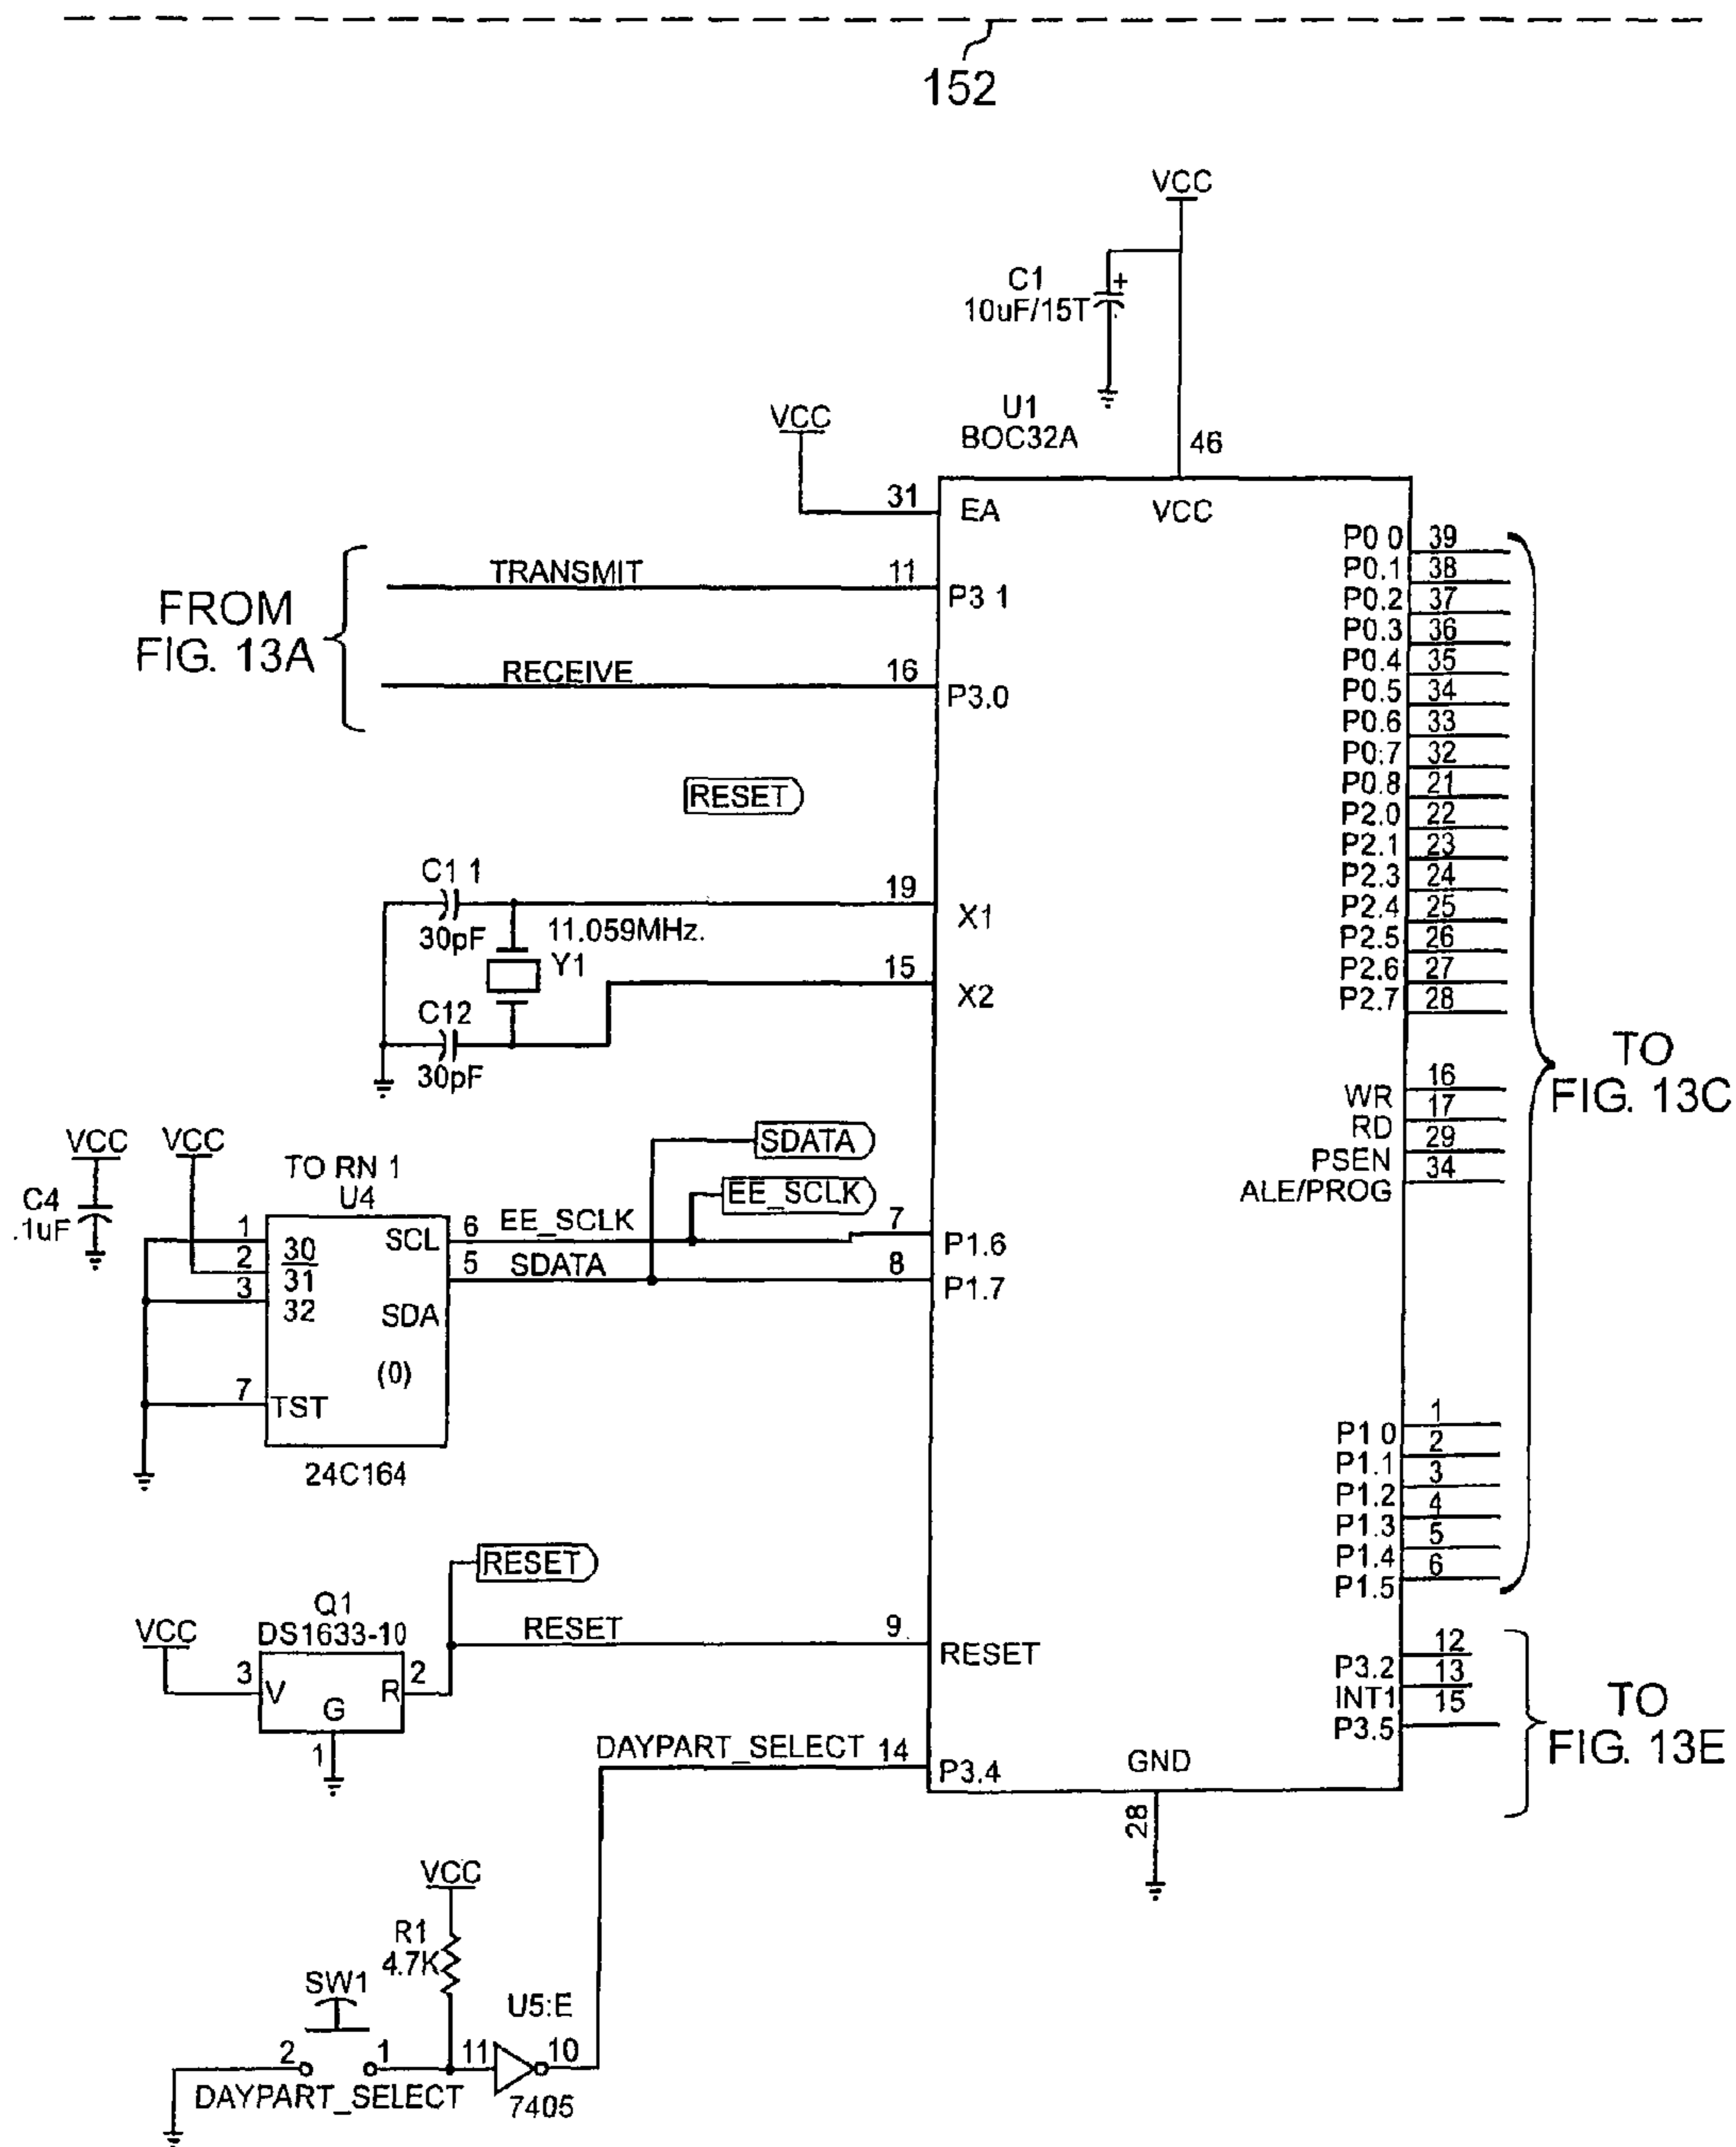 152
VCC
C1
10uF/15T
+
U1
BOC32A
46
VCC
31
EA
VCC
FROM
FIG. 13A
TRANSMIT
11
P3 1
RECEIVE
16
P3.0
RESET
C1 1
30pF
11.059MHz.
Y1
C12
30pF
19
X1
15
X2
P0 0 39
P0.1 38
P0.2 37
P0.3 36
P0.4 35
P0.5 34
P0.6 33
P0:7 32
P0.8 21
P2.0 22
P2.1 23
P2.3 24
P2.4 25
P2.5 26
P2.6 27
P2.7 28
TO
FIG. 13C
WR 16
RD 17
PSEN 29
ALE/PROG 34
SDATA
EE_SCLK
VCC
VCC
C4
.1uF
TO RN 1
U4
1
30
2
31
3
32
7
TST
SCL
6
EE_SCLK
7
P1.6
SDA
5
SDATA
8
P1.7
(0)
24C164
P1 0 1
P1.1 2
P1.2 3
P1.3 4
P1.4 5
P1.5 6
RESET
VCC
Q1
DS1633-10
3
V
G
R
2
1
RESET
9
RESET
P3.2 12
INT1 13
P3.5 15
TO
FIG. 13E
DAYPART_SELECT
14
P3.4
GND
28
VCC
R1
4.7K
SW1
2
1
DAYPART_SELECT
U5:E
11
10
7405